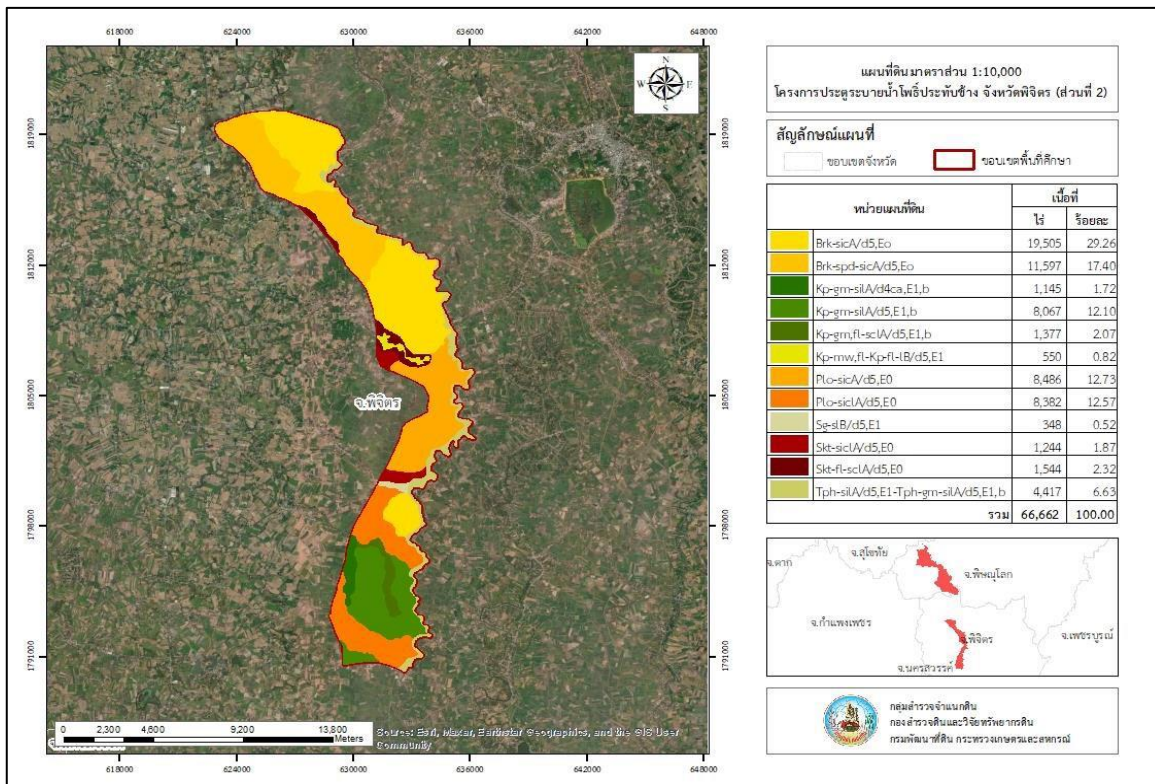 618000 624000 630000 636000 642000 648000
1819000 1819000
1812000 1812000
1805000 1805000
1798000 1798000
1791000 1791000
N
W E
S
จ.พิจิตร
0 2,300 4,600 9,200 13,800
Meters
Source: Esri, Maxar, Earthstar Geographics, and the GIS User
Community
618000 624000 630000 636000 642000 648000
แผนที่ดินมาตราส่วน 1:10,000
โครงการประตูระบายน้ำโพธิ์ประทับช้าง จังหวัดพิจิตร (ส่วนที่ 2)
สัญลักษณ์แผนที่
ขอบเขตจังหวัด ขอบเขตพื้นที่ศึกษา
หน่วยแผนที่ดิน เนื้อที่
ไร่ ร้อยละ
Brk-sicA/d5,Eo 19,505 29.26
Brk-spd-sicA/d5,Eo 11,597 17.40
Kp-gm-silA/d4ca,E1,b 1,145 1.72
Kp-gm-silA/d5,E1,b 8,067 12.10
Kp-gm,fl-sclA/d5,E1,b 1,377 2.07
Kp-mw,fl-Kp-fl-lB/d5,E1 550 0.82
Plo-sicA/d5,E0 8,486 12.73
Plo-siclA/d5,E0 8,382 12.57
Sg-slB/d5,E1 348 0.52
Skt-siclA/d5,E0 1,244 1.87
Skt-fl-sclA/d5,E0 1,544 2.32
Tph-silA/d5,E1-Tph-gm-silA/d5,E1,b 4,417 6.63
รวม 66,662 100.00
จ.สุโขทัย
จ.ตาก
จ.พิษณุโลก
จ.กำแพงเพชร
จ.พิจิตร
จ.เพชรบูรณ์
จ.นครสวรรค์
กลุ่มสำรวจจำแนกดิน
กองสำรวจดินและวิจัยทรัพยากรดิน
กรมพัฒนาที่ดิน กระทรวงเกษตรและสหกรณ์